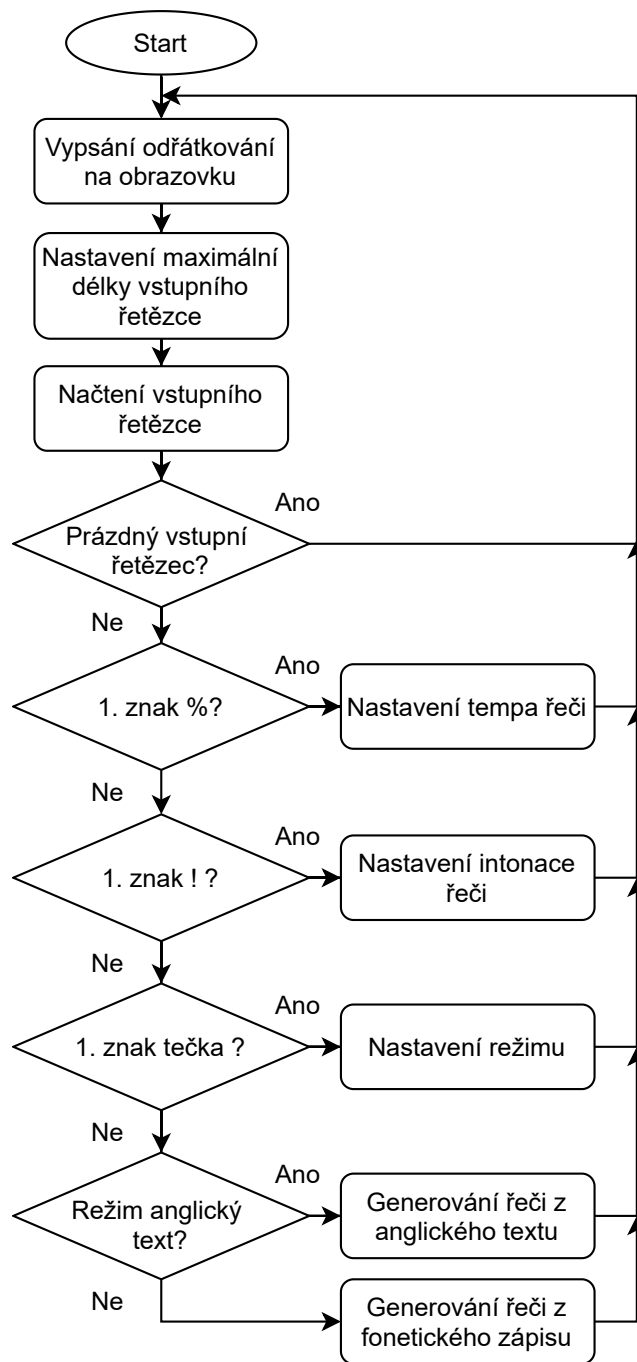 Start
Vypsání odřátkování
na obrazovku
Nastavení maximální
délky vstupního
řetězce
Načtení vstupního
řetězce
Ano
Prázdný vstupní
řetězec?
Ne
Ano
1. znak %?
Nastavení tempa řeči
Ne
Ano
1. znak ! ?
Nastavení intonace
řeči
Ne
Ano
1. znak tečka ?
Nastavení režimu
Ne
Ano
Režim anglický
text?
Generování řeči z
anglického textu
Ne
Generování řeči z
fonetického zápisu